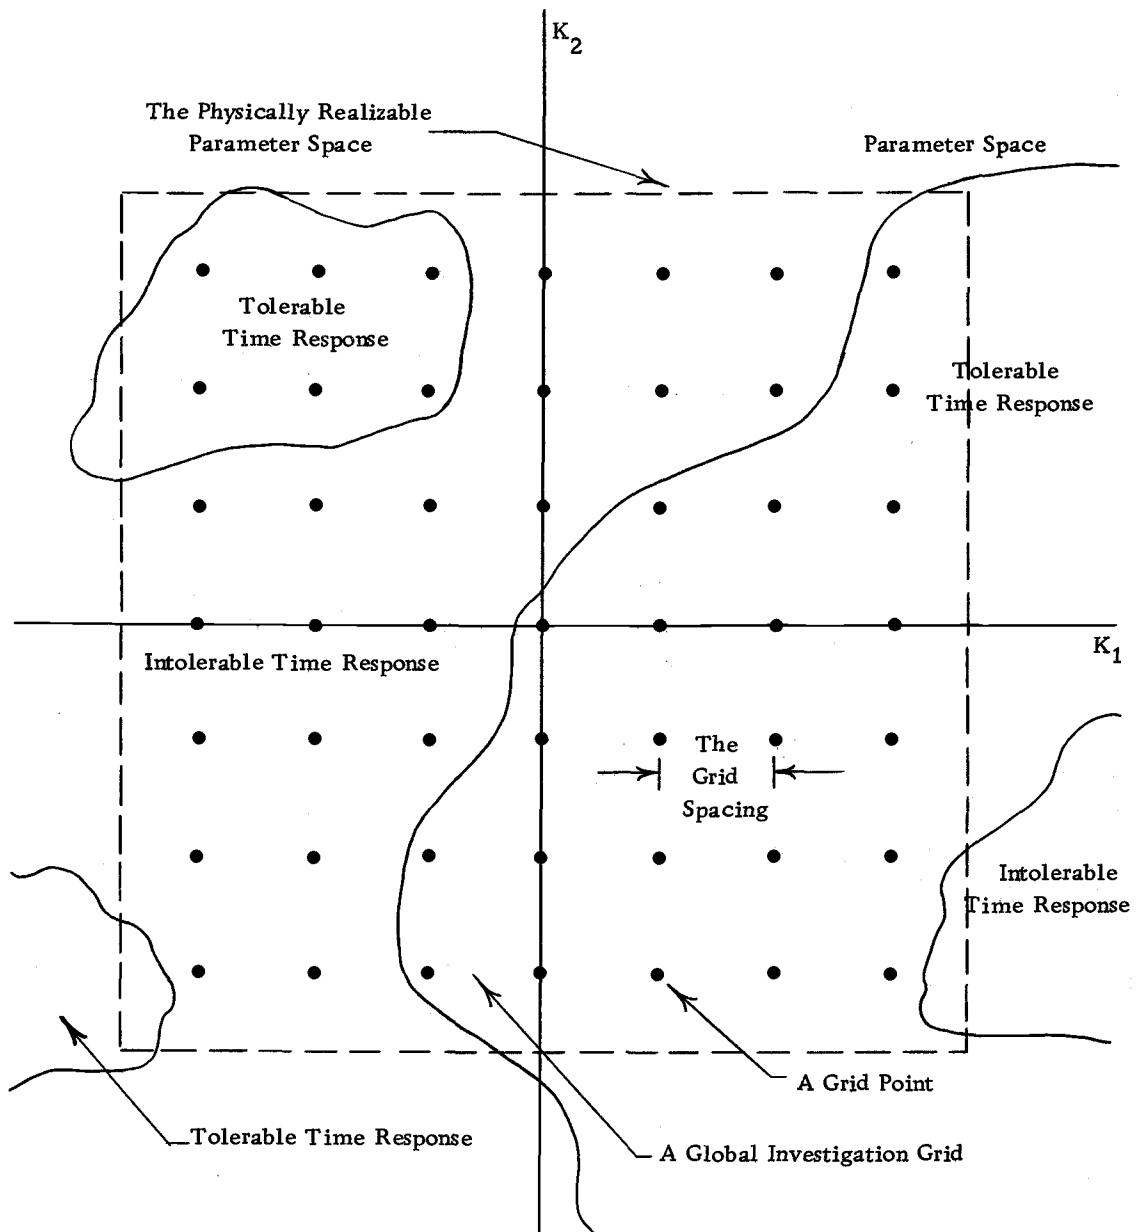 K2
The Physically Realizable
Parameter Space
Parameter Space
Tolerable
Time Response
Tolerable
Time Response
K1
Intolerable Time Response
The
Grid
Spacing
Intolerable
Time Response
A Grid Point
Tolerable Time Response
A Global Investigation Grid